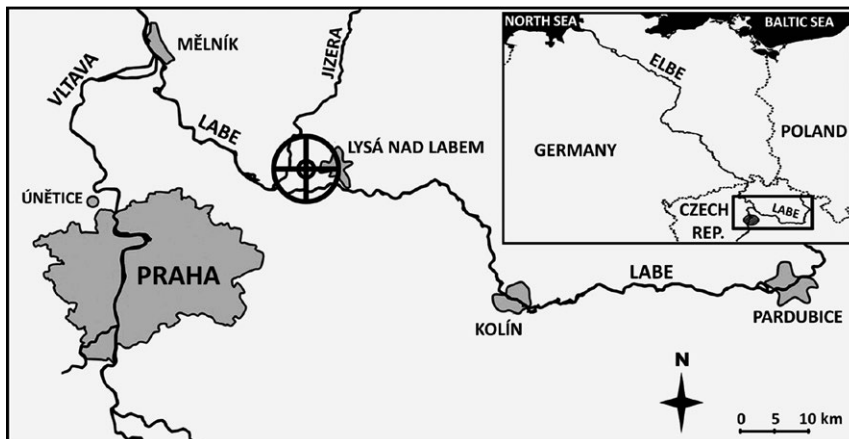 MĚLNÍK
VLTAVA
JIZERA
LABE
LYSÁ NAD LABEM
ÚNĚTICE
PRAHA
KOLÍN
LABE
PARDUBICE
N
0 5 10 km
NORTH SEA
BALTIC SEA
ELBE
POLAND
GERMANY
CZECH
REP.
LABE